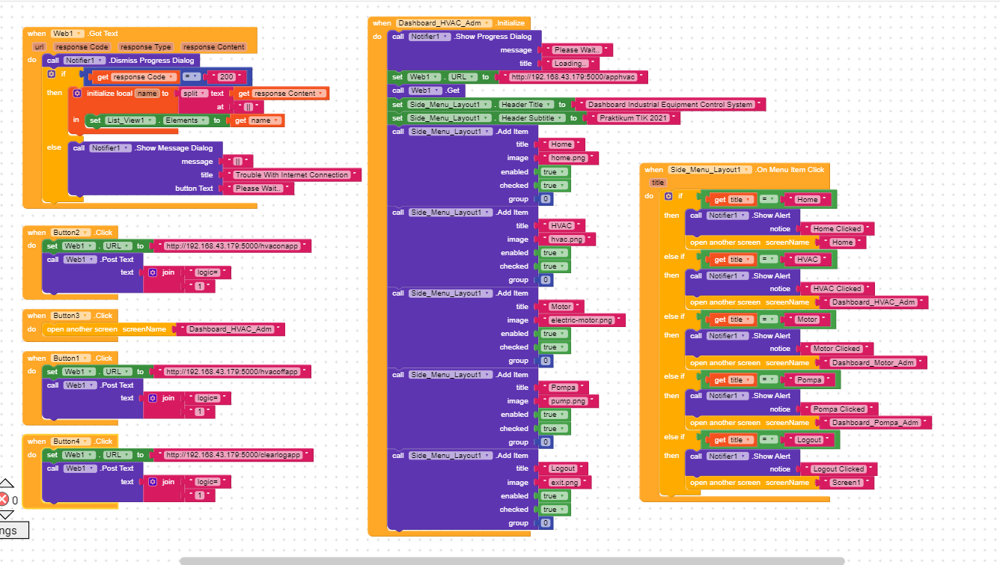 when Web1 .Got Text
url response Code response Type response Content
do call Notifier1 .Dismiss Progress Dialog
if get response Code = " 200 "
then initialize local name to split text get response Content
at " || "
in set List_View1 . Elements to get name
else call Notifier1 .Show Message Dialog
message " || "
title " Trouble With Internet Connection "
button Text " Please Wait.. "
when Button2 .Click
do set Web1 . URL to " http://192.168.43.179:5000/hvaconapp "
call Web1 .Post Text
text join " logic= "
" 1 "
when Button3 .Click
do open another screen screenName " Dashboard_HVAC_Adm "
when Button1 .Click
do set Web1 . URL to " http://192.168.43.179:5000/hvacoffapp "
call Web1 .Post Text
text join " logic= "
" 1 "
when Button4 .Click
do set Web1 . URL to " http://192.168.43.179:5000/clearlogapp "
call Web1 .Post Text
text join " logic= "
" 1 "
0
ngs
when Dashboard_HVAC_Adm .Initialize
do call Notifier1 .Show Progress Dialog
message " Please Wait.. "
title " Loading.. "
set Web1 . URL to " http://192.168.43.179:5000/apphvac "
call Web1 .Get
set Side_Menu_Layout1 . Header Title to " Dashboard Industrial Equipment Control System "
set Side_Menu_Layout1 . Header Subtitle to " Praktikum TIK 2021 "
call Side_Menu_Layout1 .Add Item
title " Home "
image " home.png "
enabled true
checked true
group 0
call Side_Menu_Layout1 .Add Item
title " HVAC "
image " hvac.png "
enabled true
checked true
group 0
call Side_Menu_Layout1 .Add Item
title " Motor "
image " electric-motor.png "
enabled true
checked true
group 0
call Side_Menu_Layout1 .Add Item
title " Pompa "
image " pump.png "
enabled true
checked true
group 0
call Side_Menu_Layout1 .Add Item
title " Logout "
image " exit.png "
enabled true
checked true
group 0
when Side_Menu_Layout1 .On Menu Item Click
title
do if get title = " Home "
then call Notifier1 .Show Alert
notice " Home Clicked "
open another screen screenName " Home "
else if get title = " HVAC "
then call Notifier1 .Show Alert
notice " HVAC Clicked "
open another screen screenName " Dashboard_HVAC_Adm "
else if get title = " Motor "
then call Notifier1 .Show Alert
notice " Motor Clicked "
open another screen screenName " Dashboard_Motor_Adm "
else if get title = " Pompa "
then call Notifier1 .Show Alert
notice " Pompa Clicked "
open another screen screenName " Dashboard_Pompa_Adm "
else if get title = " Logout "
then call Notifier1 .Show Alert
notice " Logout Clicked "
open another screen screenName " Screen1 "